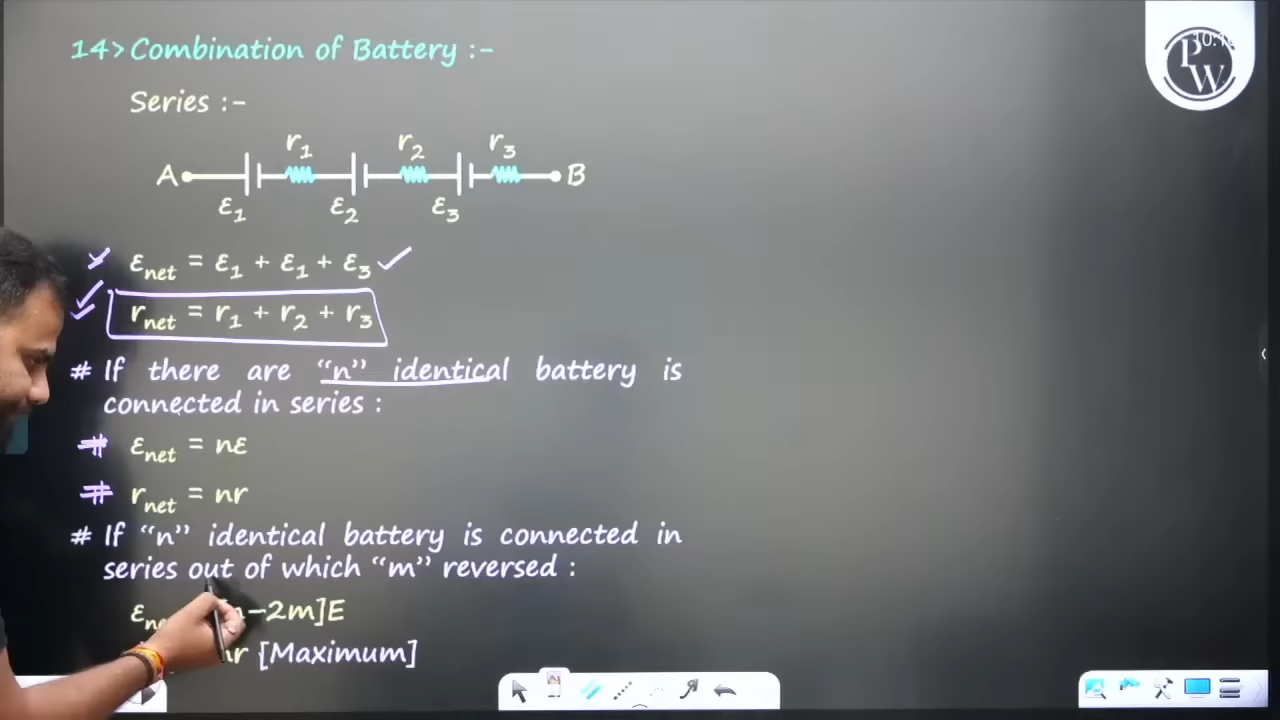 14> Combination of Battery :-
Series :-
r1 r2 r3
A B
ε1 ε2 ε3
εnet = ε1 + ε1 + ε3
rnet = r1 + r2 + r3
# If there are “n” identical battery is
connected in series :
# εnet = nε
# rnet = nr
# If “n” identical battery is connected in
series out of which “m” reversed :
-2m]E
nr [Maximum]
PW